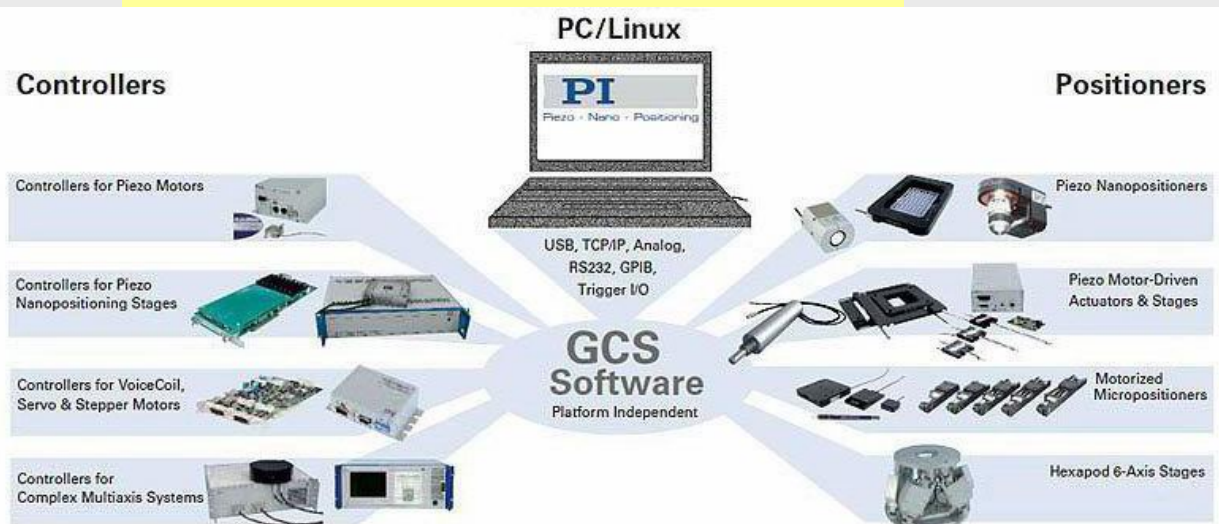 PC/Linux
Controllers
Positioners
PI
Piezo - Nano - Positioning
Controllers for Piezo Motors
Piezo Nanopositioners
USB, TCP/IP, Analog,
RS232, GPIB,
Trigger I/O
Controllers for Piezo
Nanopositioning Stages
Piezo Motor-Driven
Actuators & Stages
GCS
Software
Platform Independent
Controllers for VoiceCoil,
Servo & Stepper Motors
Motorized
Micropositioners
Controllers for
Complex Multiaxis Systems
Hexapod 6-Axis Stages